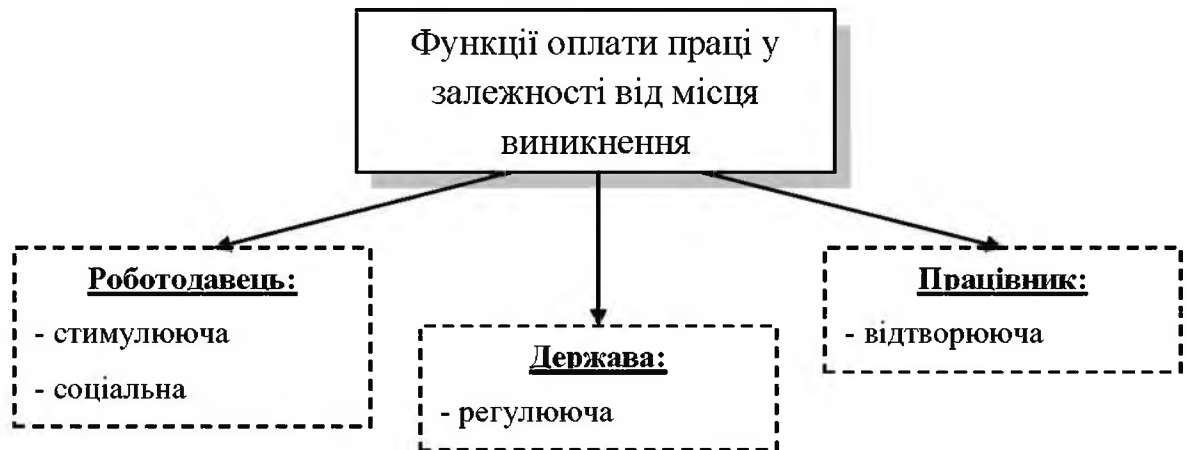 Функції оплати праці у
залежності від місця
виникнення
Роботодавець:
- стимулююча
- соціальна
Держава:
- регулююча
Працівник:
- відтворююча